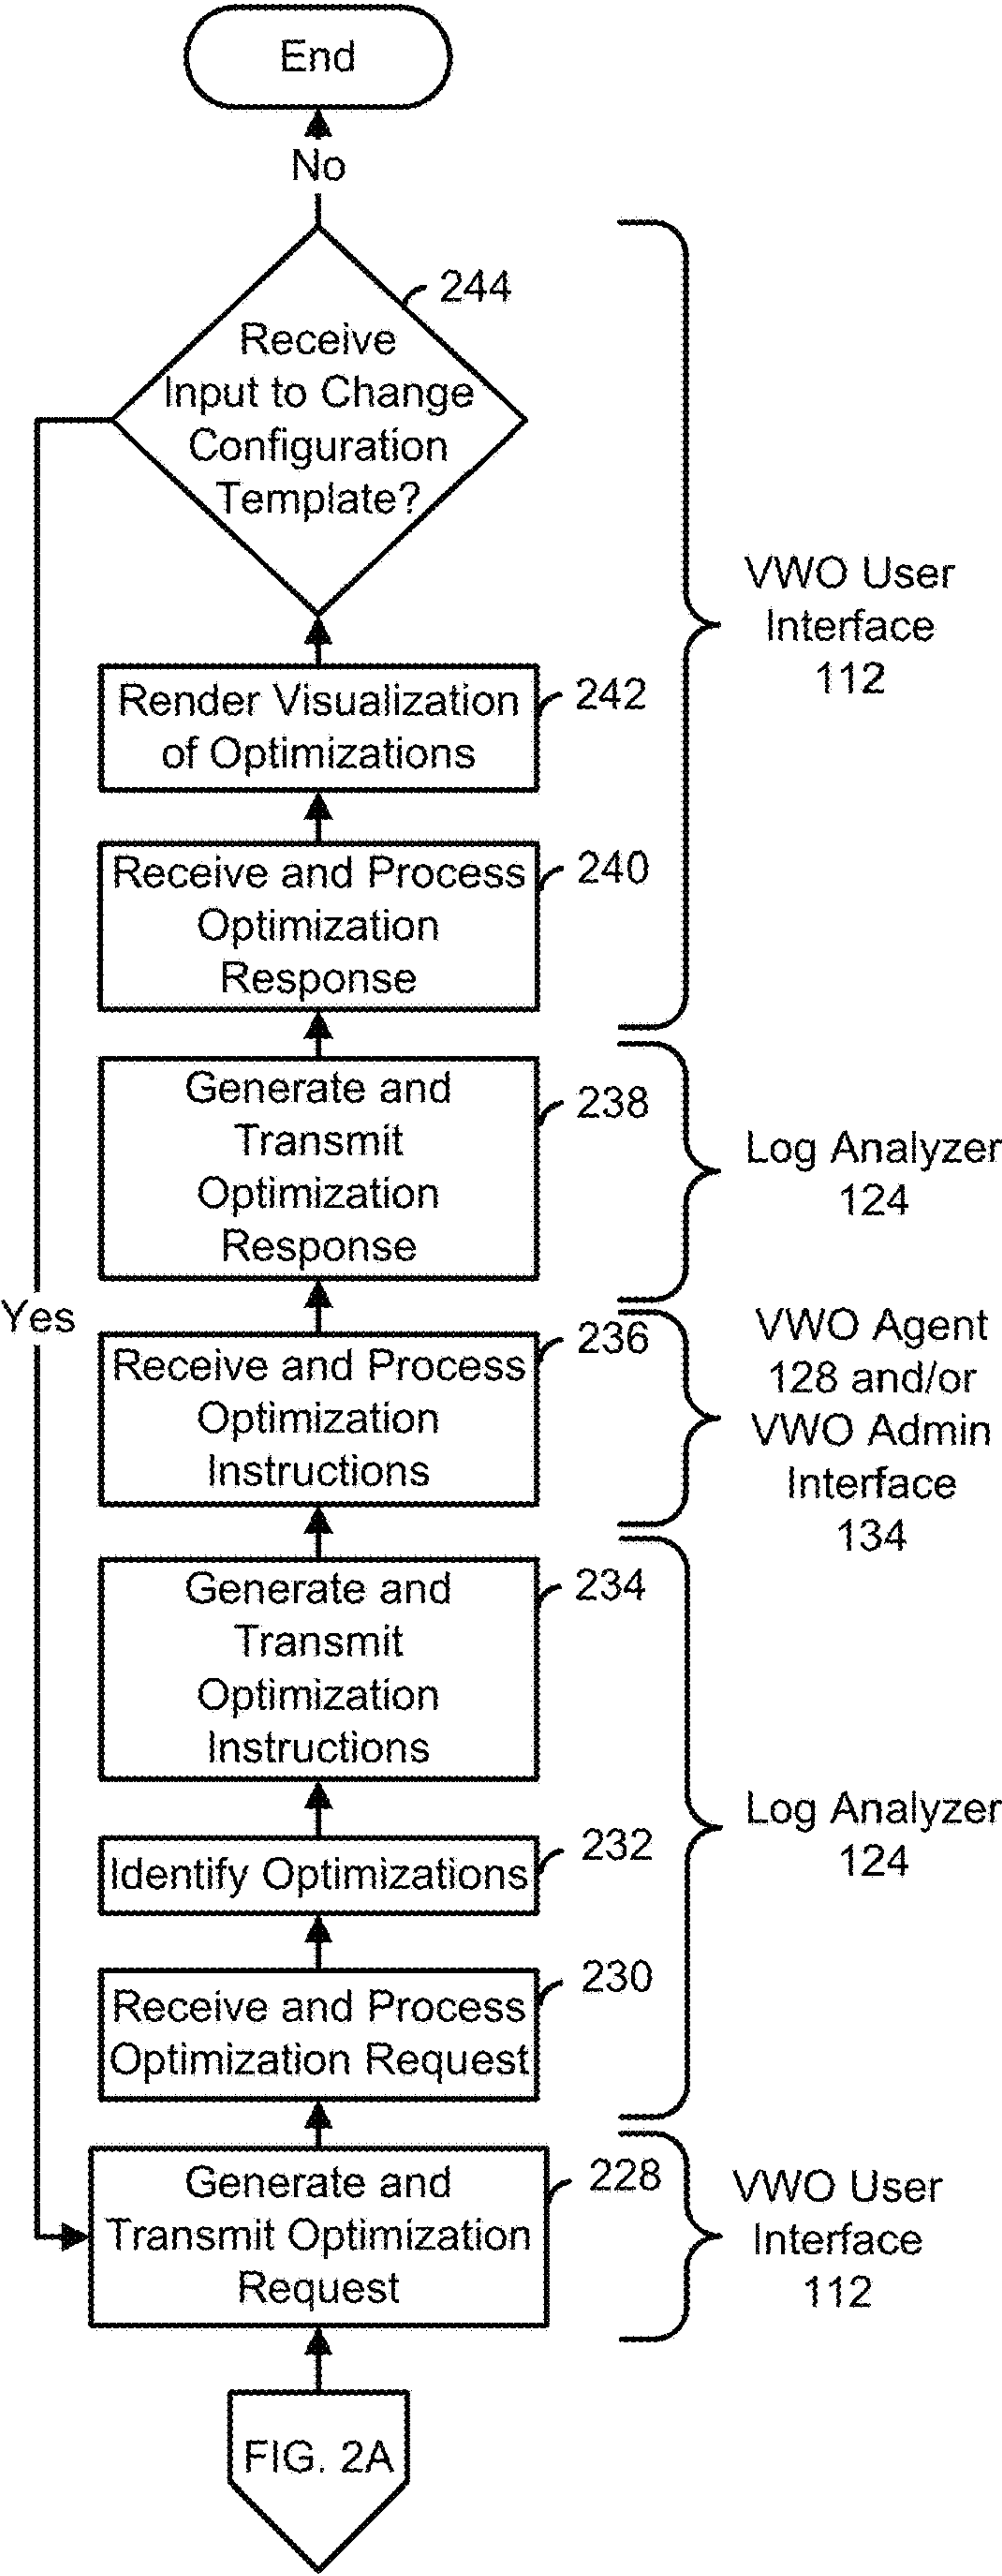 End
No
244
Receive
Input to Change
Configuration
Template?
VWO User
Interface
112
Render Visualization
of Optimizations
242
Receive and Process
Optimization
Response
240
Generate and
Transmit
Optimization
Response
238
Log Analyzer
124
Yes
Receive and Process
Optimization
Instructions
236
VWO Agent
128 and/or
VWO Admin
Interface
134
Generate and
Transmit
Optimization
Instructions
234
Log Analyzer
124
Identify Optimizations
232
Receive and Process
Optimization Request
230
Generate and
Transmit Optimization
Request
228
VWO User
Interface
112
FIG. 2A